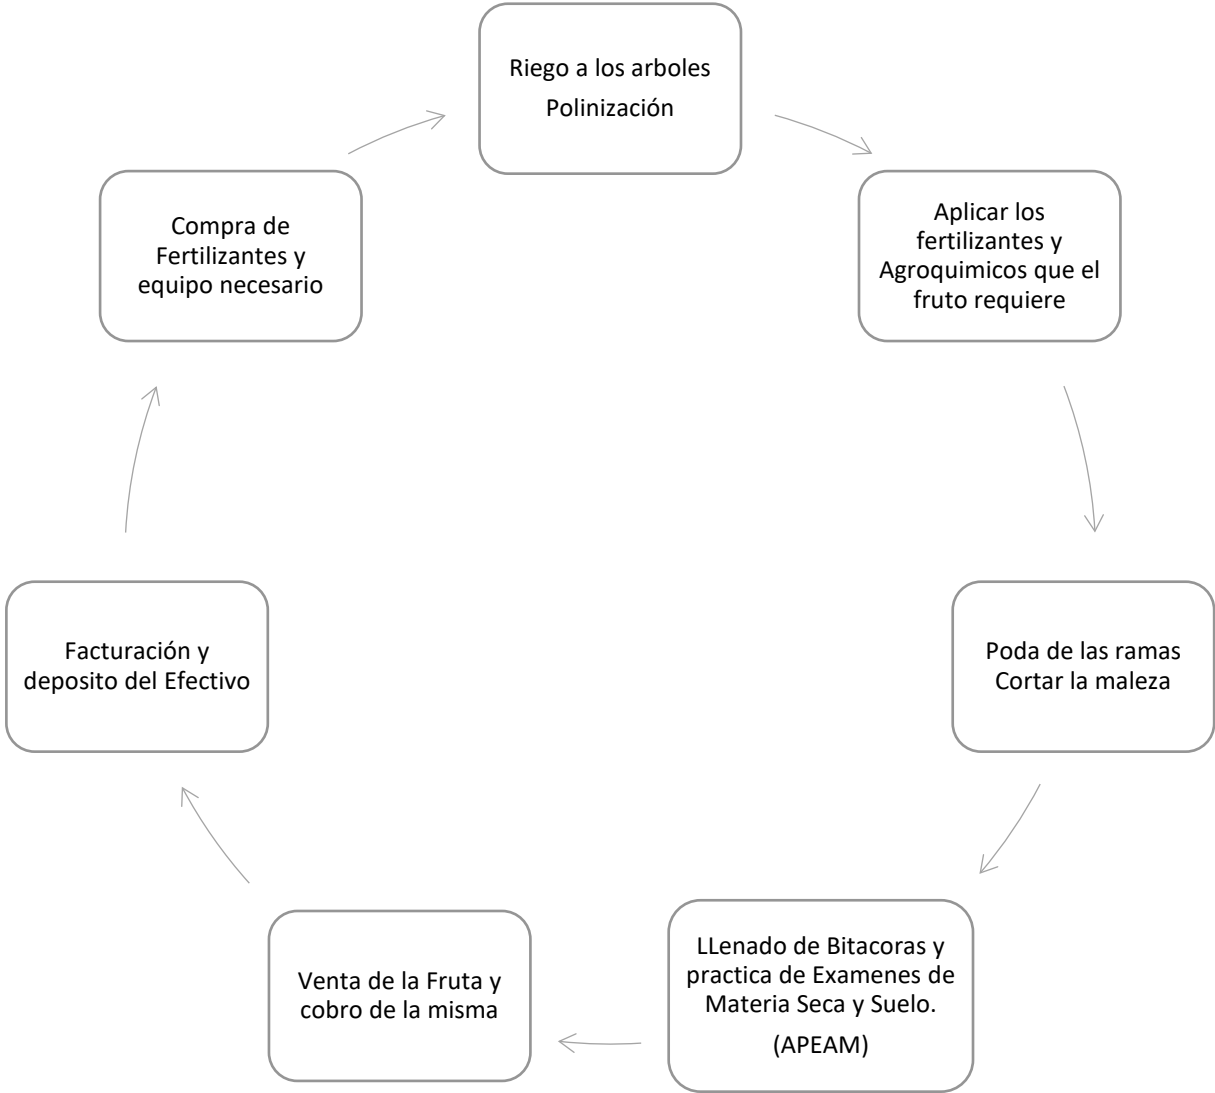 Riego a los arboles
Polinización
Aplicar los
fertilizantes y
Agroquimicos que el
fruto requiere
Poda de las ramas
Cortar la maleza
LLenado de Bitacoras y
practica de Examenes de
Materia Seca y Suelo.
(APEAM)
Venta de la Fruta y
cobro de la misma
Facturación y
deposito del Efectivo
Compra de
Fertilizantes y
equipo necesario